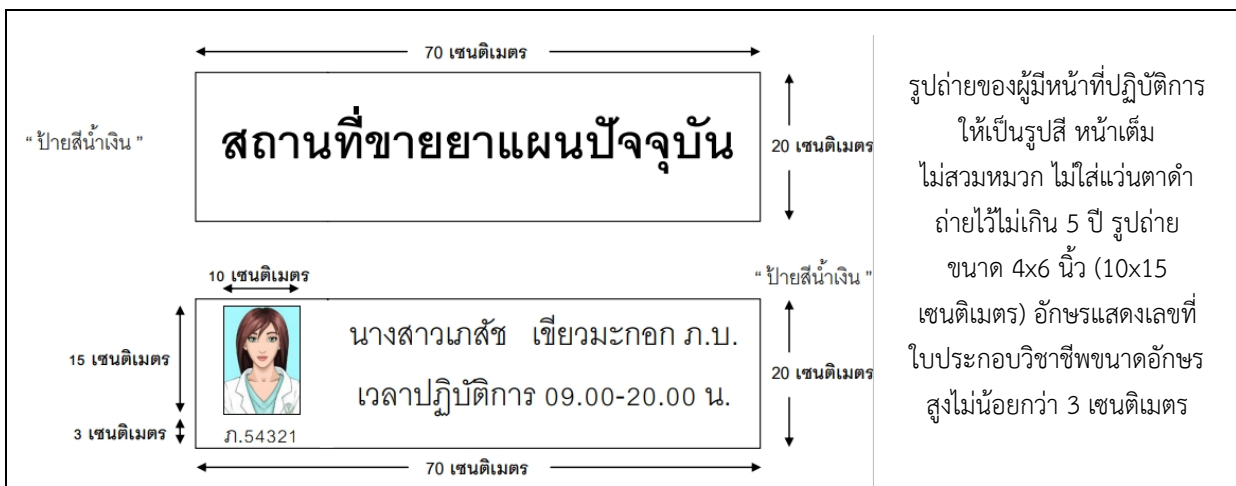 70 เซนติเมตร
" ป้ายสีน้ำเงิน "
สถานที่ขายยาแผนปัจจุบัน
20 เซนติเมตร
10 เซนติเมตร
" ป้ายสีน้ำเงิน "
15 เซนติเมตร
นางสาวเภสัช เขียวมะกอก ภ.บ.
เวลาปฏิบัติการ 09.00-20.00 น.
20 เซนติเมตร
3 เซนติเมตร
ภ.54321
70 เซนติเมตร
รูปถ่ายของผู้มีหน้าที่ปฏิบัติการ
ให้เป็นรูปสี หน้าเต็ม
ไม่สวมหมวก ไม่ใส่แว่นตาดำ
ถ่ายไว้ไม่เกิน 5 ปี รูปถ่าย
ขนาด 4x6 นิ้ว (10x15
เซนติเมตร) อักษรแสดงเลขที่
ใบประกอบวิชาชีพขนาดอักษร
สูงไม่น้อยกว่า 3 เซนติเมตร